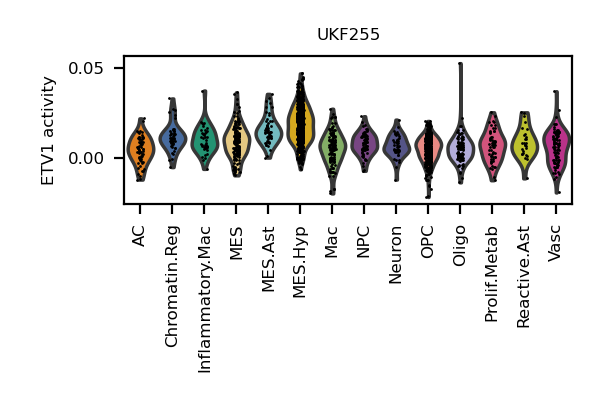 UKF255
ETV1 activity
0.05
0.00
AC
Chromatin.Reg
Inflammatory.Mac
MES
MES.Ast
MES.Hyp
Mac
NPC
Neuron
OPC
Oligo
Prolif.Metab
Reactive.Ast
Vasc